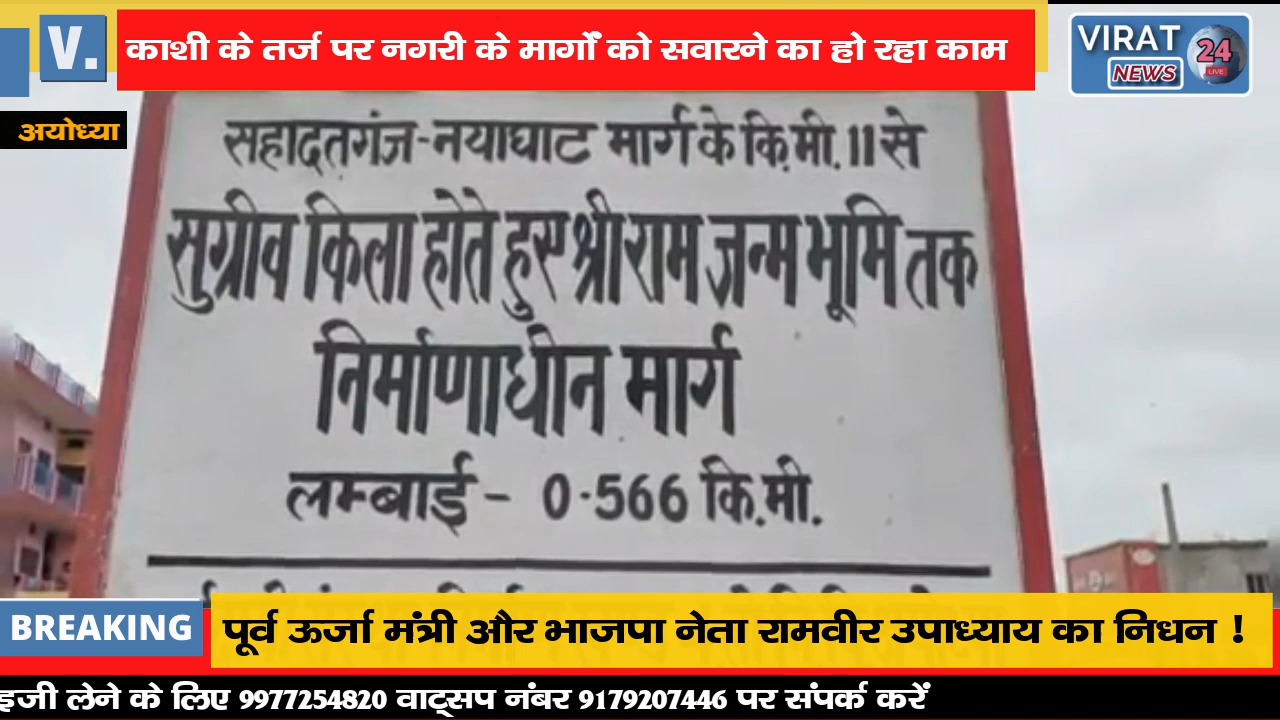 V.
काशी के तर्ज पर नगरी के मार्गों को सवारने का हो रहा काम
VIRAT
24
LIVE
NEWS
अयोध्या
सहादतगंज-नयाघाट मार्ग के कि.मी. 11 से
सुग्रीव किला होते हुए श्री राम जन्म भूमि तक
निर्माणाधीन मार्ग
लम्बाई - 0.566 कि.मी.
BREAKING
पूर्व ऊर्जा मंत्री और भाजपा नेता रामवीर उपाध्याय का निधन !
इजी लेने के लिए 9977254820 वाट्सप नंबर 9179207446 पर संपर्क करें